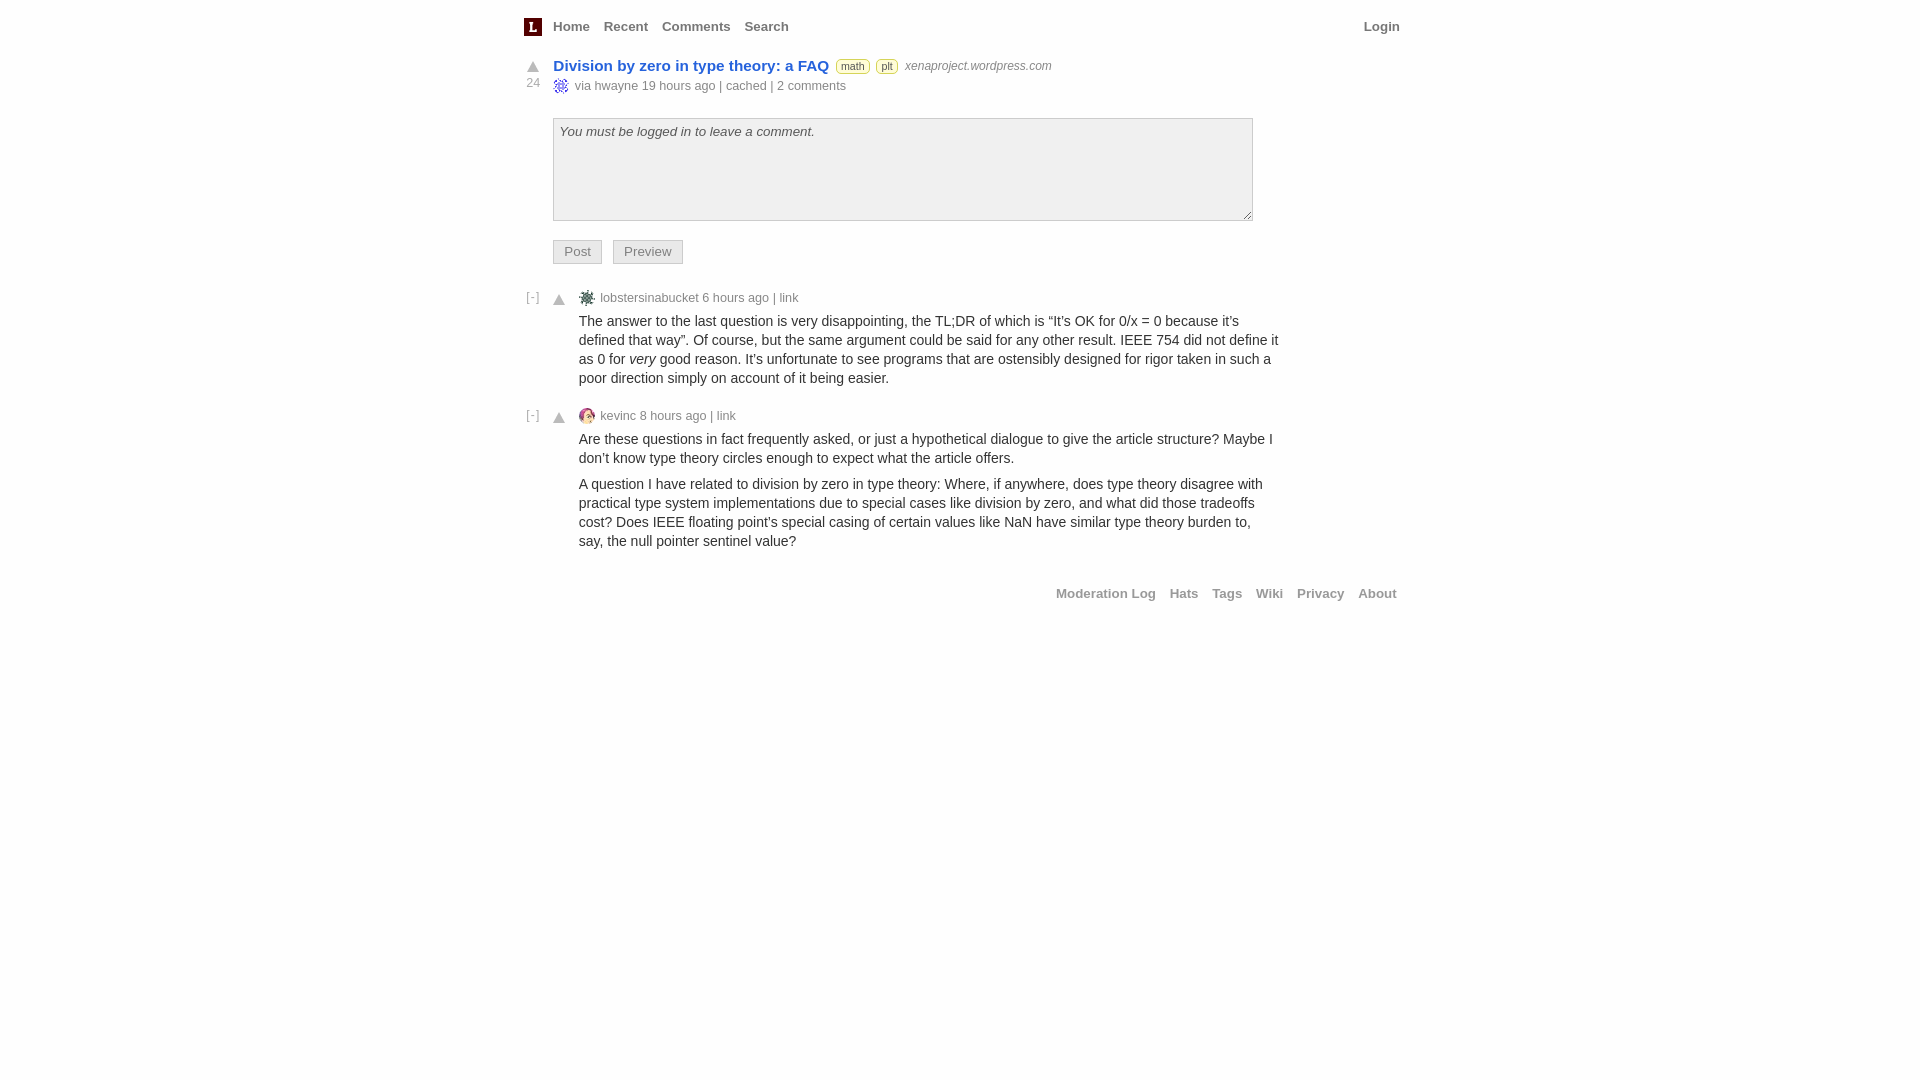 L Home Recent Comments Search Login
Division by zero in type theory: a FAQ math plt xenaproject.wordpress.com
24 via hwayne 19 hours ago | cached | 2 comments
You must be logged in to leave a comment.
Post Preview
[-] lobstersinabucket 6 hours ago | link
The answer to the last question is very disappointing, the TL;DR of which is “It’s OK for 0/x = 0 because it’s
defined that way”. Of course, but the same argument could be said for any other result. IEEE 754 did not define it
as 0 for very good reason. It’s unfortunate to see programs that are ostensibly designed for rigor taken in such a
poor direction simply on account of it being easier.
[-] kevinc 8 hours ago | link
Are these questions in fact frequently asked, or just a hypothetical dialogue to give the article structure? Maybe I
don’t know type theory circles enough to expect what the article offers.
A question I have related to division by zero in type theory: Where, if anywhere, does type theory disagree with
practical type system implementations due to special cases like division by zero, and what did those tradeoffs
cost? Does IEEE floating point’s special casing of certain values like NaN have similar type theory burden to,
say, the null pointer sentinel value?
Moderation Log Hats Tags Wiki Privacy About